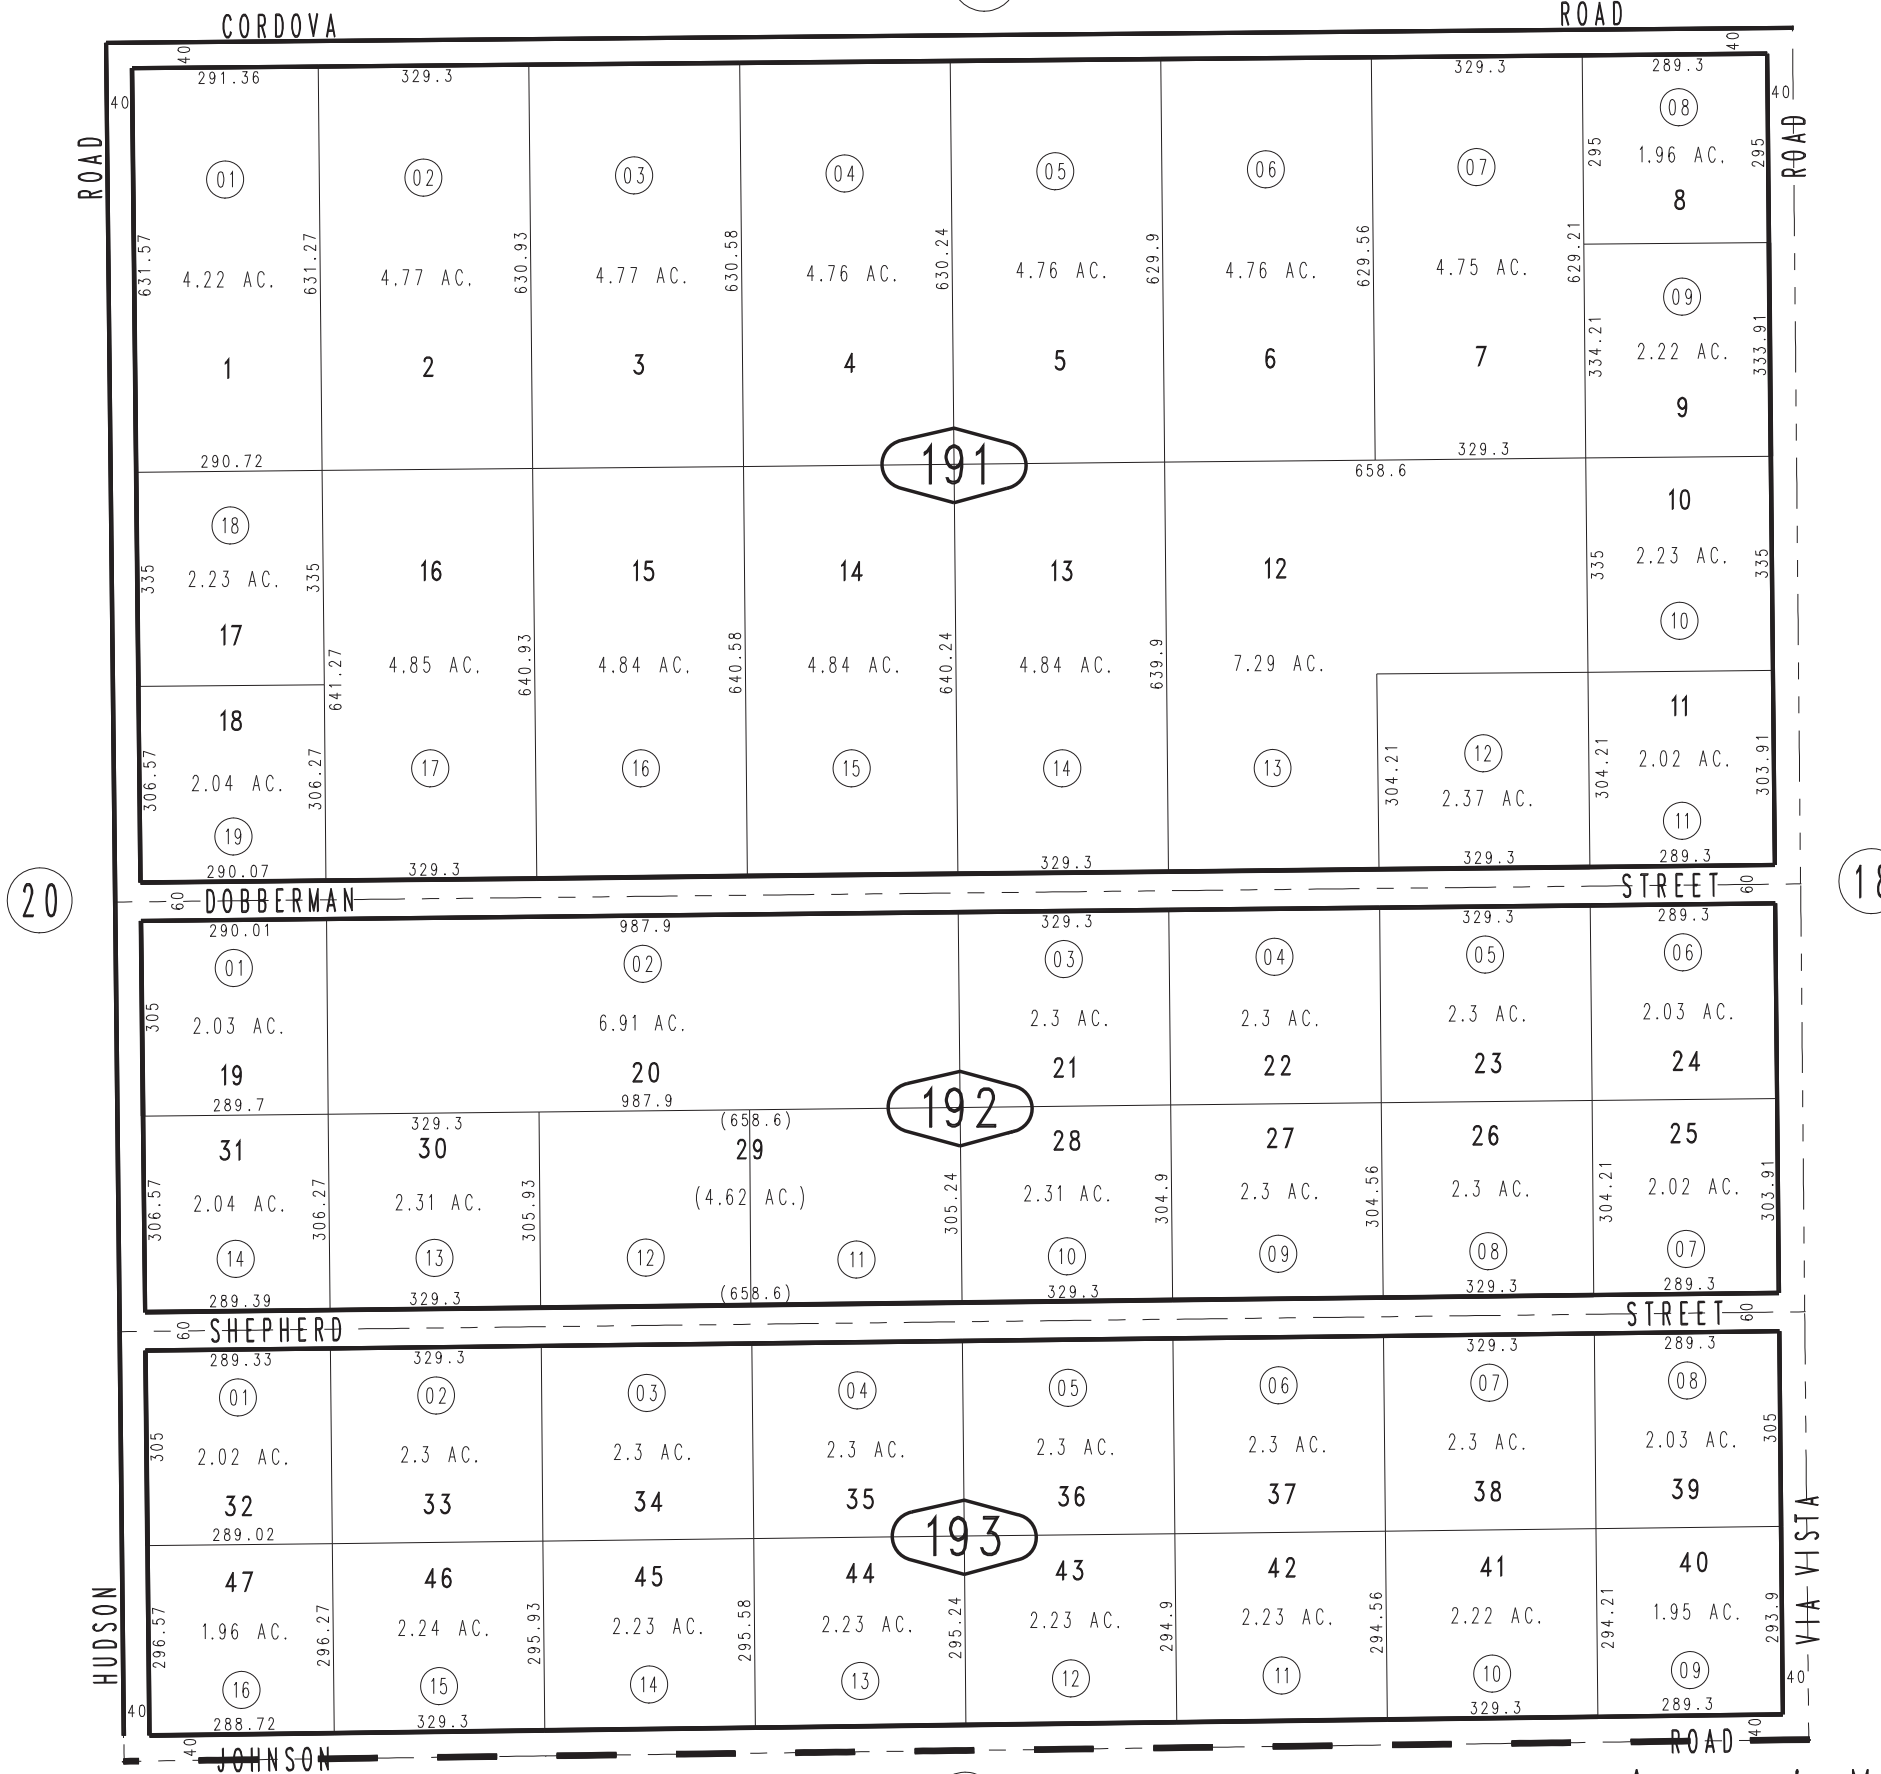 CORDOVA ROAD
40 40
291.36 329.3 329.3 289.3
40 40
ROAD ROAD
01 02 03 04 05 06 07 08
295 1.96 AC. 295
8
631.57 631.27 630.93 630.58 630.24 629.9 629.56 629.21
4.22 AC. 4.77 AC. 4.77 AC. 4.76 AC. 4.76 AC. 4.76 AC. 4.75 AC.
09
334.21 2.22 AC. 333.91
1 2 3 4 5 6 7 9
290.72 191 329.3
658.6
18 10
335 2.23 AC. 335 16 15 14 13 12 335 2.23 AC. 335
17 10
641.27 4.85 AC. 640.93 4.84 AC. 640.58 4.84 AC. 640.24 4.84 AC. 639.9 7.29 AC.
18 11
306.57 2.04 AC. 306.27 17 16 15 14 13 304.21 12 304.21 2.02 AC. 303.91
2.37 AC.
19 11
290.07 329.3 329.3 329.3 289.3
20 18
60 DOBBERMAN STREET 60
290.01 987.9 329.3 329.3 289.3
01 02 03 04 05 06
305 2.03 AC. 6.91 AC. 2.3 AC. 2.3 AC. 2.3 AC. 2.03 AC.
19 20 21 22 23 24
289.7 987.9 192
329.3 (658.6)
31 30 29 28 27 26 25
306.57 2.04 AC. 306.27 2.31 AC. 305.93 (4.62 AC.) 305.24 2.31 AC. 304.9 2.3 AC. 304.56 2.3 AC. 304.21 2.02 AC. 303.91
14 13 12 11 10 09 08 07
289.39 329.3 (658.6) 329.3 329.3 289.3
60 SHEPHERD STREET 60
289.33 329.3 329.3 289.3
01 02 03 04 05 06 07 08
305 2.02 AC. 2.3 AC. 2.3 AC. 2.3 AC. 2.3 AC. 2.3 AC. 2.3 AC. 2.03 AC. 305
32 33 34 35 36 37 38 39
289.02 193
47 46 45 44 43 42 41 40
HUDSON VIA VISTA
296.57 1.96 AC. 296.27 2.24 AC. 295.93 2.23 AC. 295.58 2.23 AC. 295.24 2.23 AC. 294.9 2.23 AC. 294.56 2.22 AC. 294.21 1.95 AC. 293.9
16 15 14 13 12 11 10 09
40 40
288.72 329.3 329.3 289.3
40 JOHNSON ROAD 40